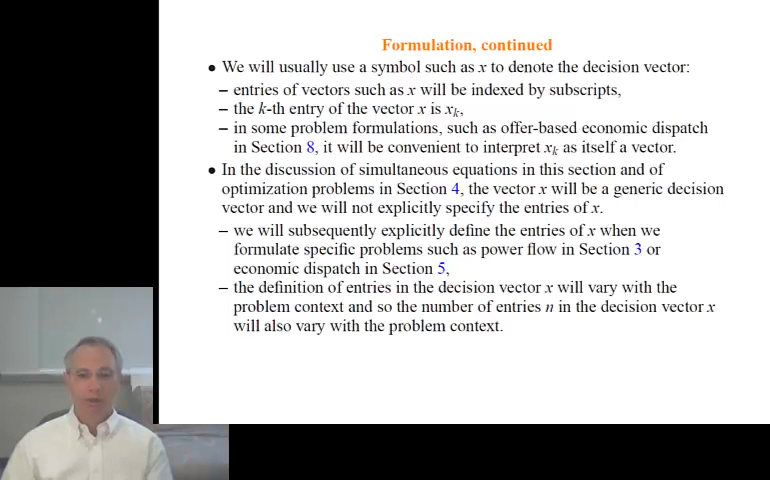 Formulation, continued
• We will usually use a symbol such as x to denote the decision vector:
– entries of vectors such as x will be indexed by subscripts,
– the k-th entry of the vector x is xₖ,
– in some problem formulations, such as offer-based economic dispatch
in Section 8, it will be convenient to interpret xₖ as itself a vector.
• In the discussion of simultaneous equations in this section and of
optimization problems in Section 4, the vector x will be a generic decision
vector and we will not explicitly specify the entries of x.
– we will subsequently explicitly define the entries of x when we
formulate specific problems such as power flow in Section 3 or
economic dispatch in Section 5,
– the definition of entries in the decision vector x will vary with the
problem context and so the number of entries n in the decision vector x
will also vary with the problem context.